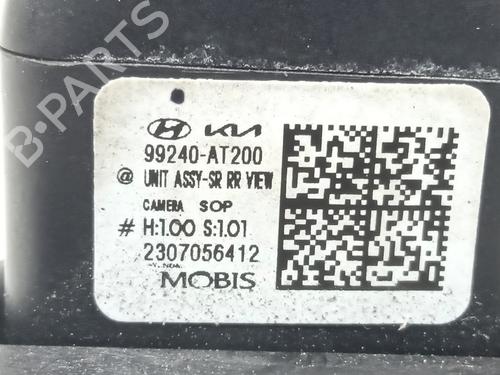 B-PARTS
KIA
99240-AT200
@ UNIT ASSY-SR RR VIEW
CAMERA SOP
# H:1.00 S:1.01
2307056412
MOBIS